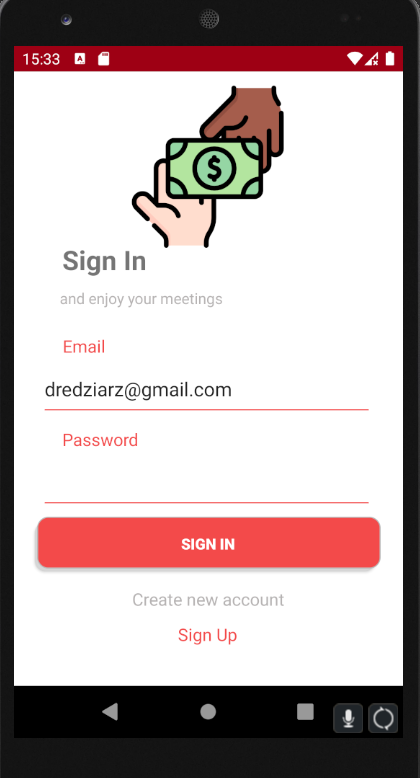 15:33
$
Sign In
and enjoy your meetings
Email
dredziarz@gmail.com
Password
SIGN IN
Create new account
Sign Up